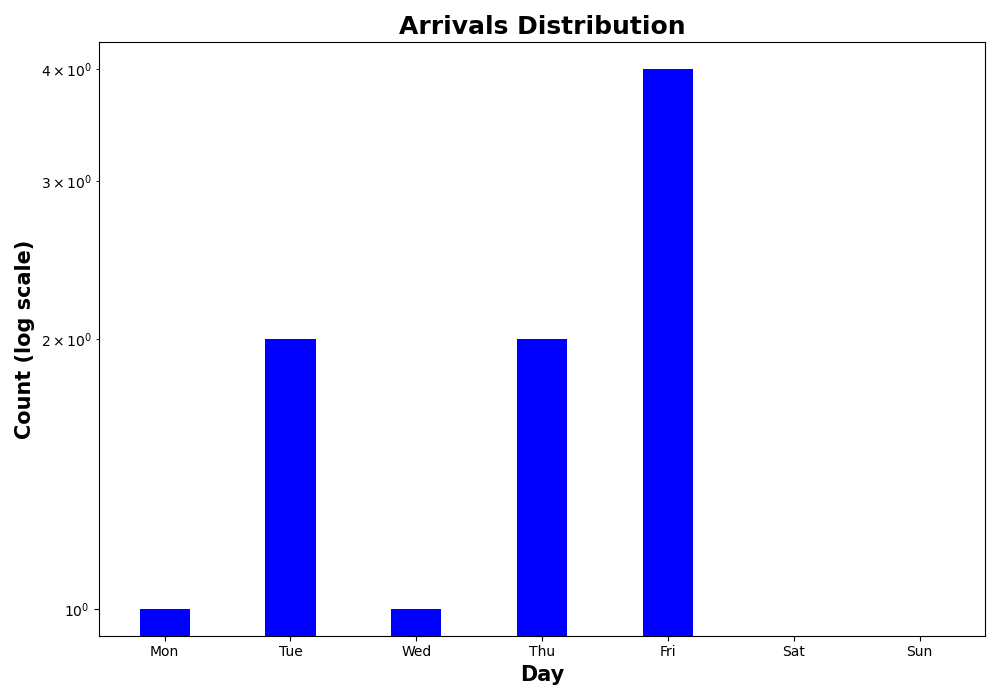 Arrivals Distribution
4 × 10⁰
3 × 10⁰
2 × 10⁰
10⁰
Count (log scale)
Mon Tue Wed Thu Fri Sat Sun
Day